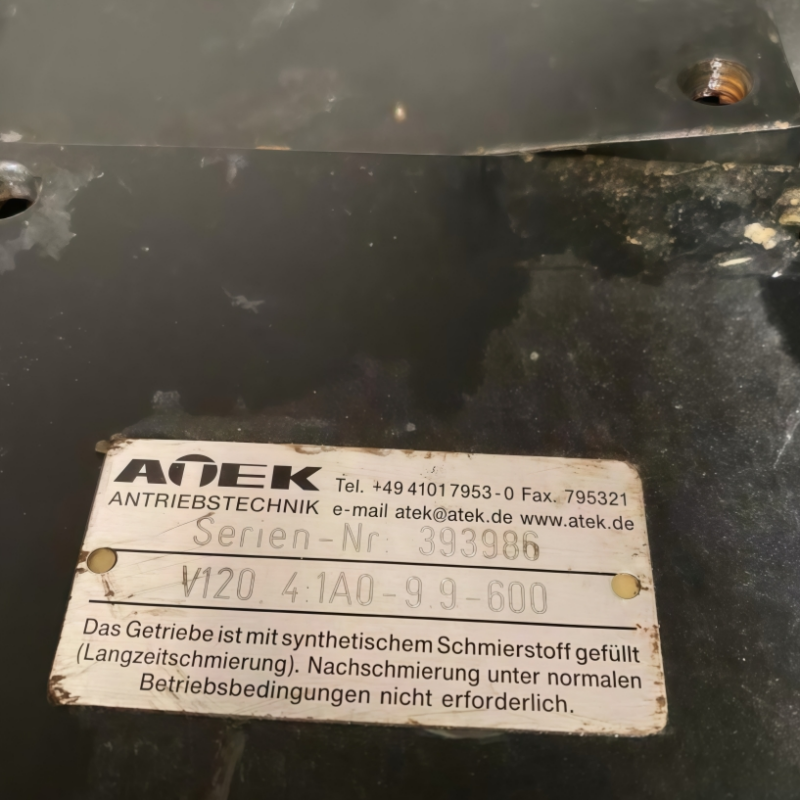 ATEK Tel. +49 41017953-0 Fax. 795321
ANTRIEBSTECHNIK e-mail atek@atek.de www.atek.de
Serien-Nr. 393986
V120. 4:1A0-9.9-600
Das Getriebe ist mit synthetischem Schmierstoff gefüllt
(Langzeitschmierung). Nachschmierung unter normalen
Betriebsbedingungen nicht erforderlich.